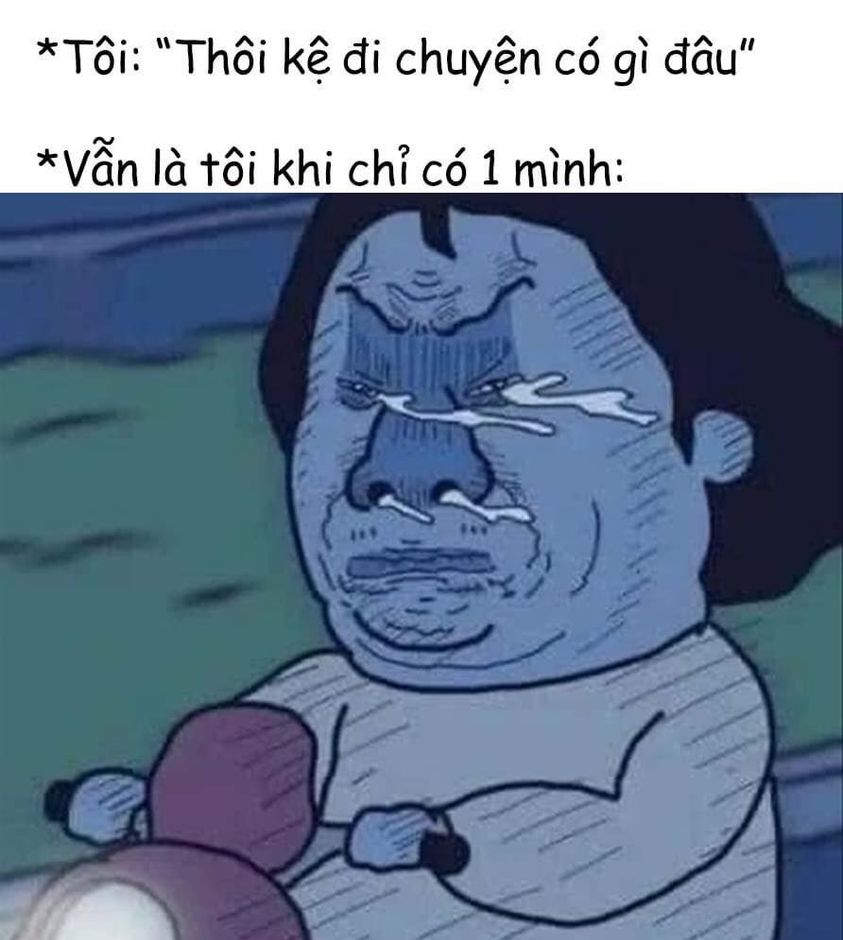 *Tôi: "Thôi kệ đi chuyện có gì đâu"
*Vẫn là tôi khi chỉ có 1 mình: